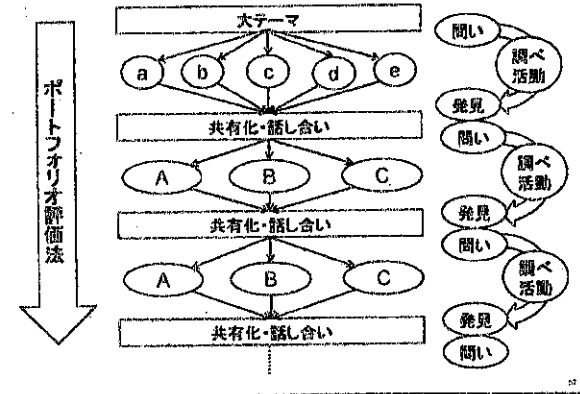 大テーマ
a b c d e
共有化・話し合い
A B C
共有化・話し合い
A B C
共有化・話し合い
ポートフォリオ評価法
問い
調べ
活動
発見
問い
調べ
活動
発見
問い
調べ
活動
発見
問い